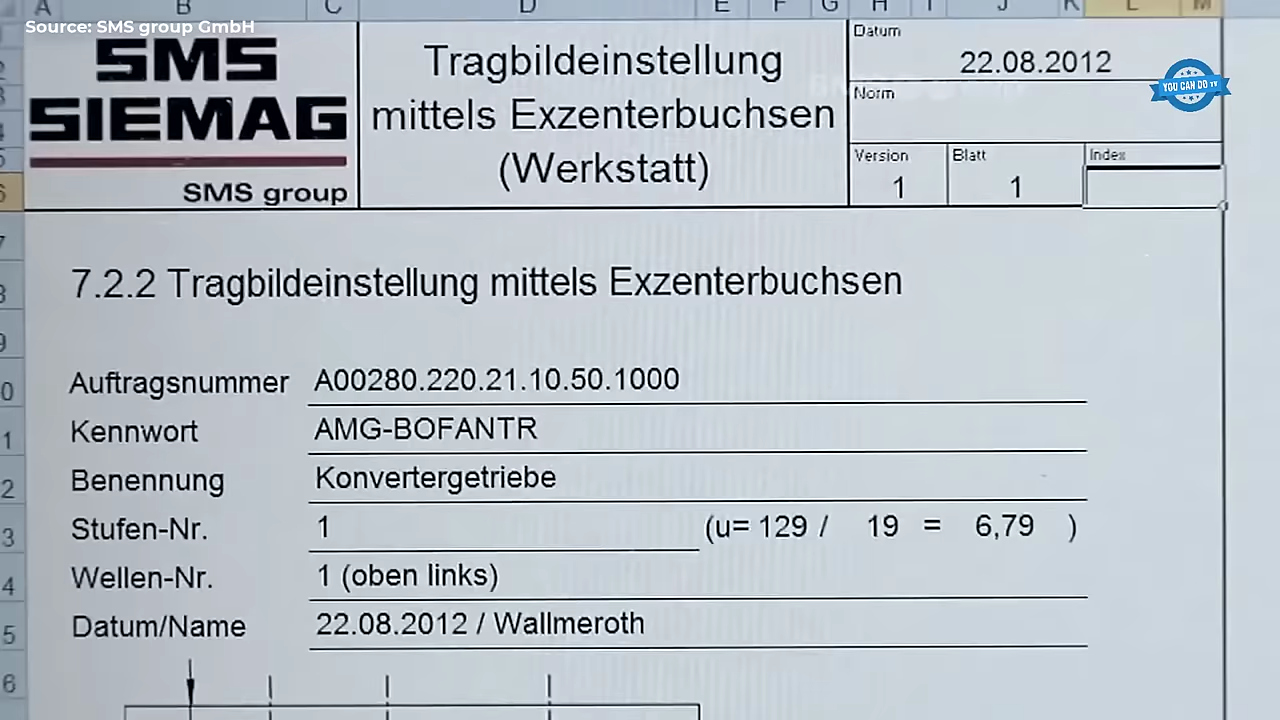 A B C D E F G H I J K L M
Source: SMS group GmbH
SMS
SIEMAG
SMS group
Tragbildeinstellung
mittels Exzenterbuchsen
(Werkstatt)
Datum
22.08.2012
Norm
Version
1
Blatt
1
Index
YOU CAN DO TV
7.2.2 Tragbildeinstellung mittels Exzenterbuchsen
Auftragsnummer A00280.220.21.10.50.1000
Kennwort AMG-BOFANTR
Benennung Konvertergetriebe
Stufen-Nr. 1 (u= 129 / 19 = 6,79 )
Wellen-Nr. 1 (oben links)
Datum/Name 22.08.2012 / Wallmeroth